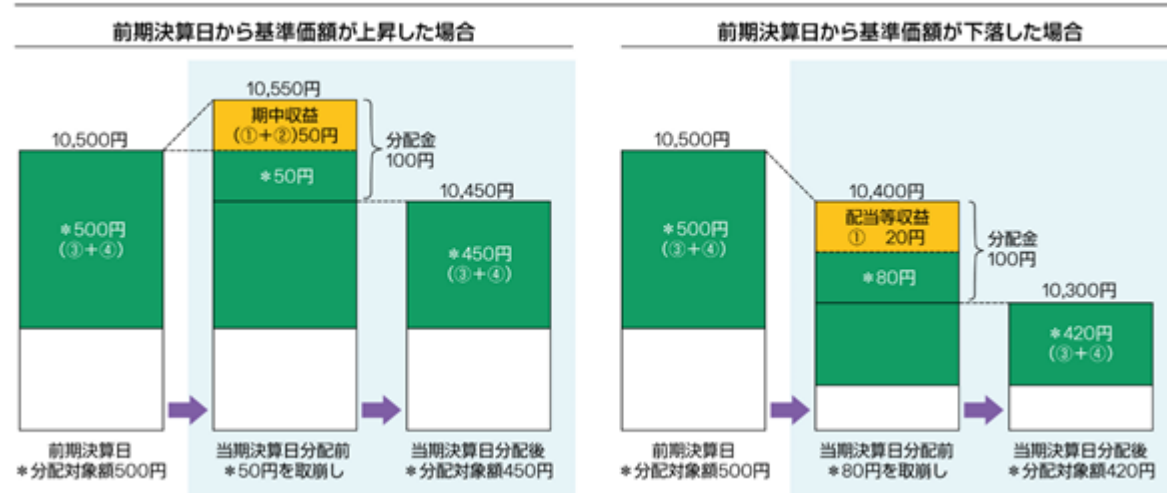 前期決算日から基準価額が上昇した場合
10,550円
期中収益
(①+②)50円
10,500円
分配金
100円
*50円
10,450円
*500円
(③+④)
*450円
(③+④)
前期決算日
*分配対象額500円
当期決算日分配前
*50円を取崩し
当期決算日分配後
*分配対象額450円
前期決算日から基準価額が下落した場合
10,500円
10,400円
配当等収益
① 20円
*500円
(③+④)
分配金
100円
*80円
10,300円
*420円
(③+④)
前期決算日
*分配対象額500円
当期決算日分配前
*80円を取崩し
当期決算日分配後
*分配対象額420円